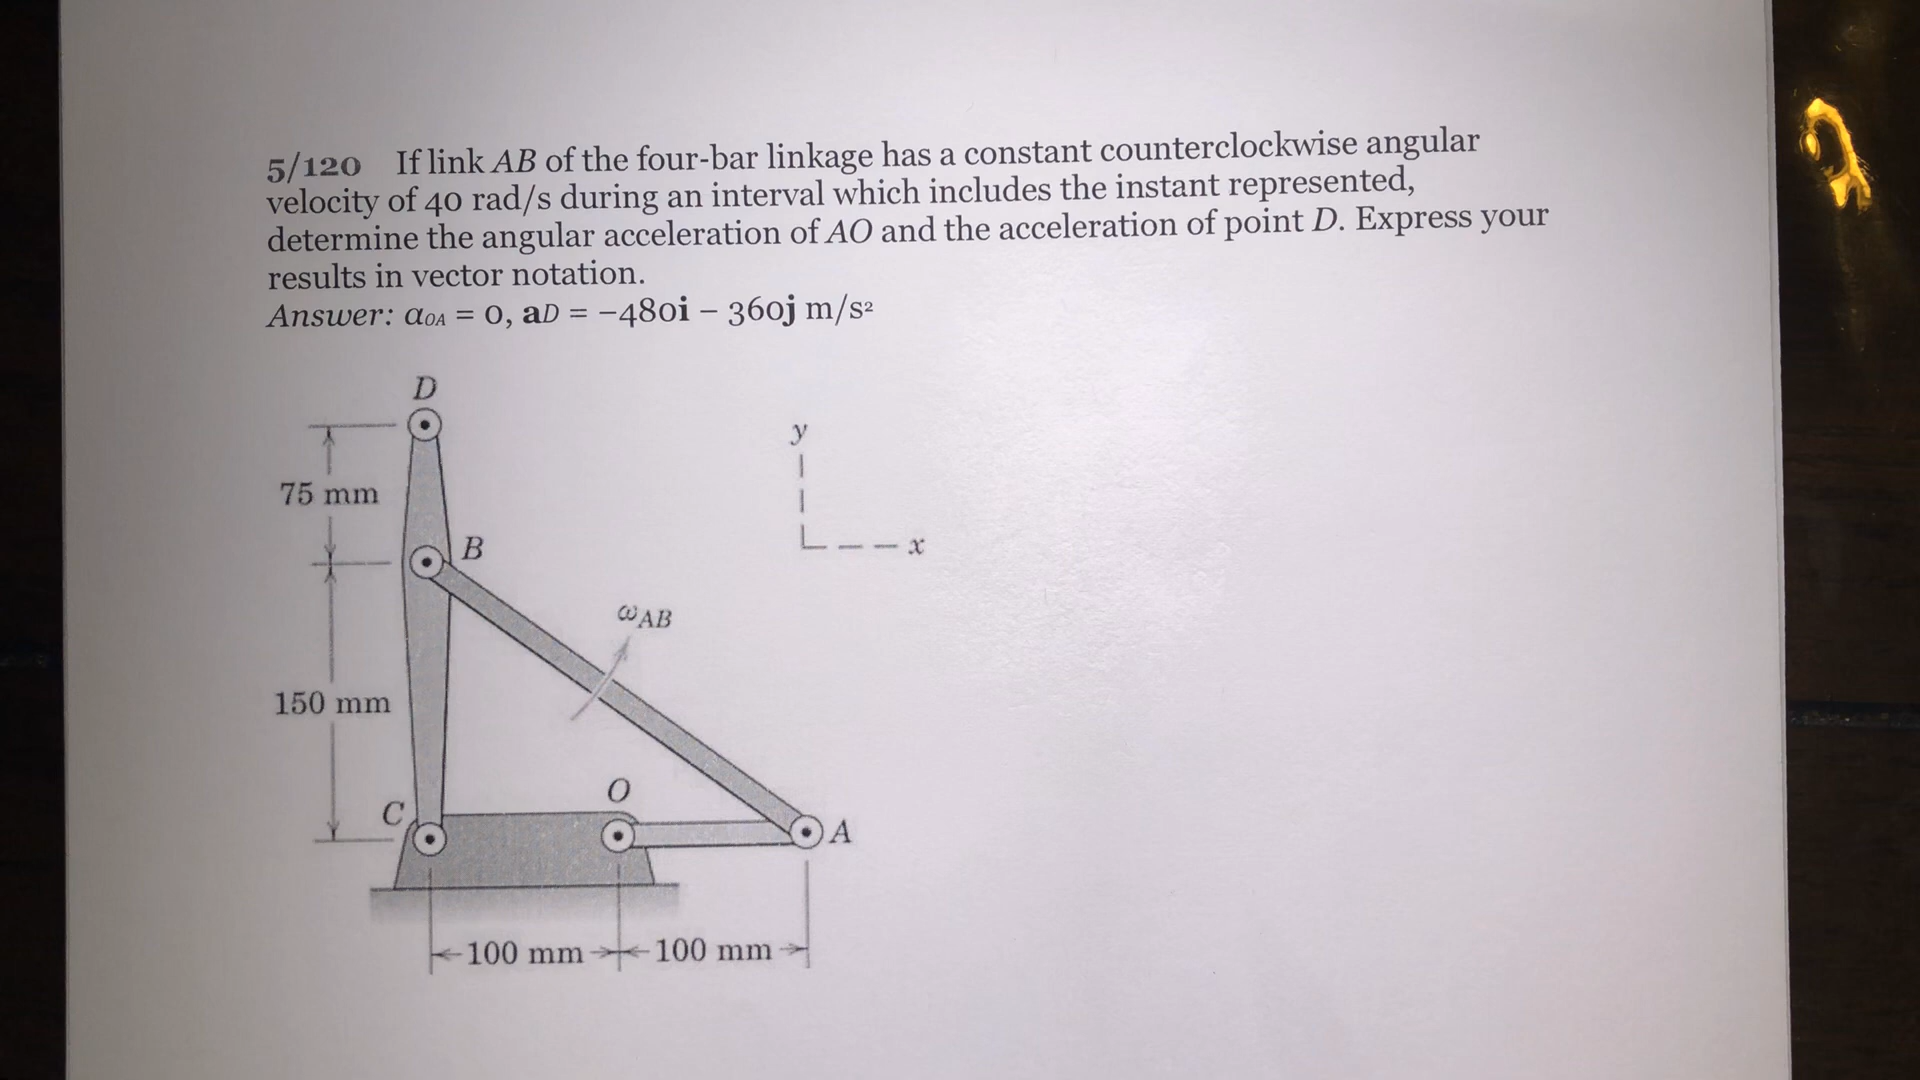 5/120 If link AB of the four-bar linkage has a constant counterclockwise angular
velocity of 40 rad/s during an interval which includes the instant represented,
determine the angular acceleration of AO and the acceleration of point D. Express your
results in vector notation.
Answer: αOA = 0, aD = −480i − 360j m/s²
D
y
75 mm
B
x
ωAB
150 mm
O
C
A
100 mm
100 mm